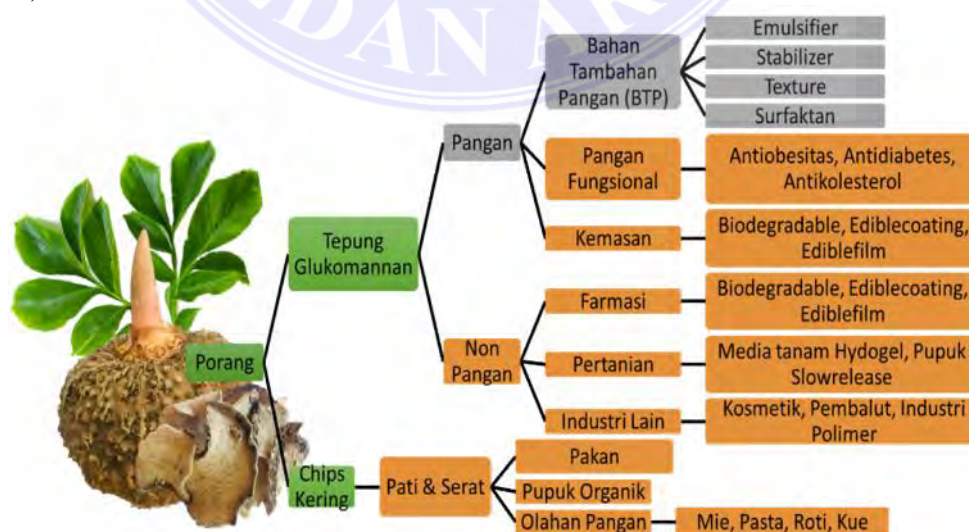 DAN AR
Emulsifier
Bahan
Tambahan
Pangan (BTP)
Stabilizer
Texture
Surfaktan
Pangan
Pangan
Fungsional
Antiobesitas, Antidiabetes,
Antikolesterol
Kemasan
Biodegradable, Ediblecoating,
Ediblefilm
Tepung
Glukomannan
Farmasi
Biodegradable, Ediblecoating,
Ediblefilm
Non
Pangan
Pertanian
Media tanam Hydogel, Pupuk
Slowrelease
Porang
Industri Lain
Kosmetik, Pembalut, Industri
Polimer
Chips
Kering
Pati & Serat
Pakan
Pupuk Organik
Olahan Pangan
Mie, Pasta, Roti, Kue